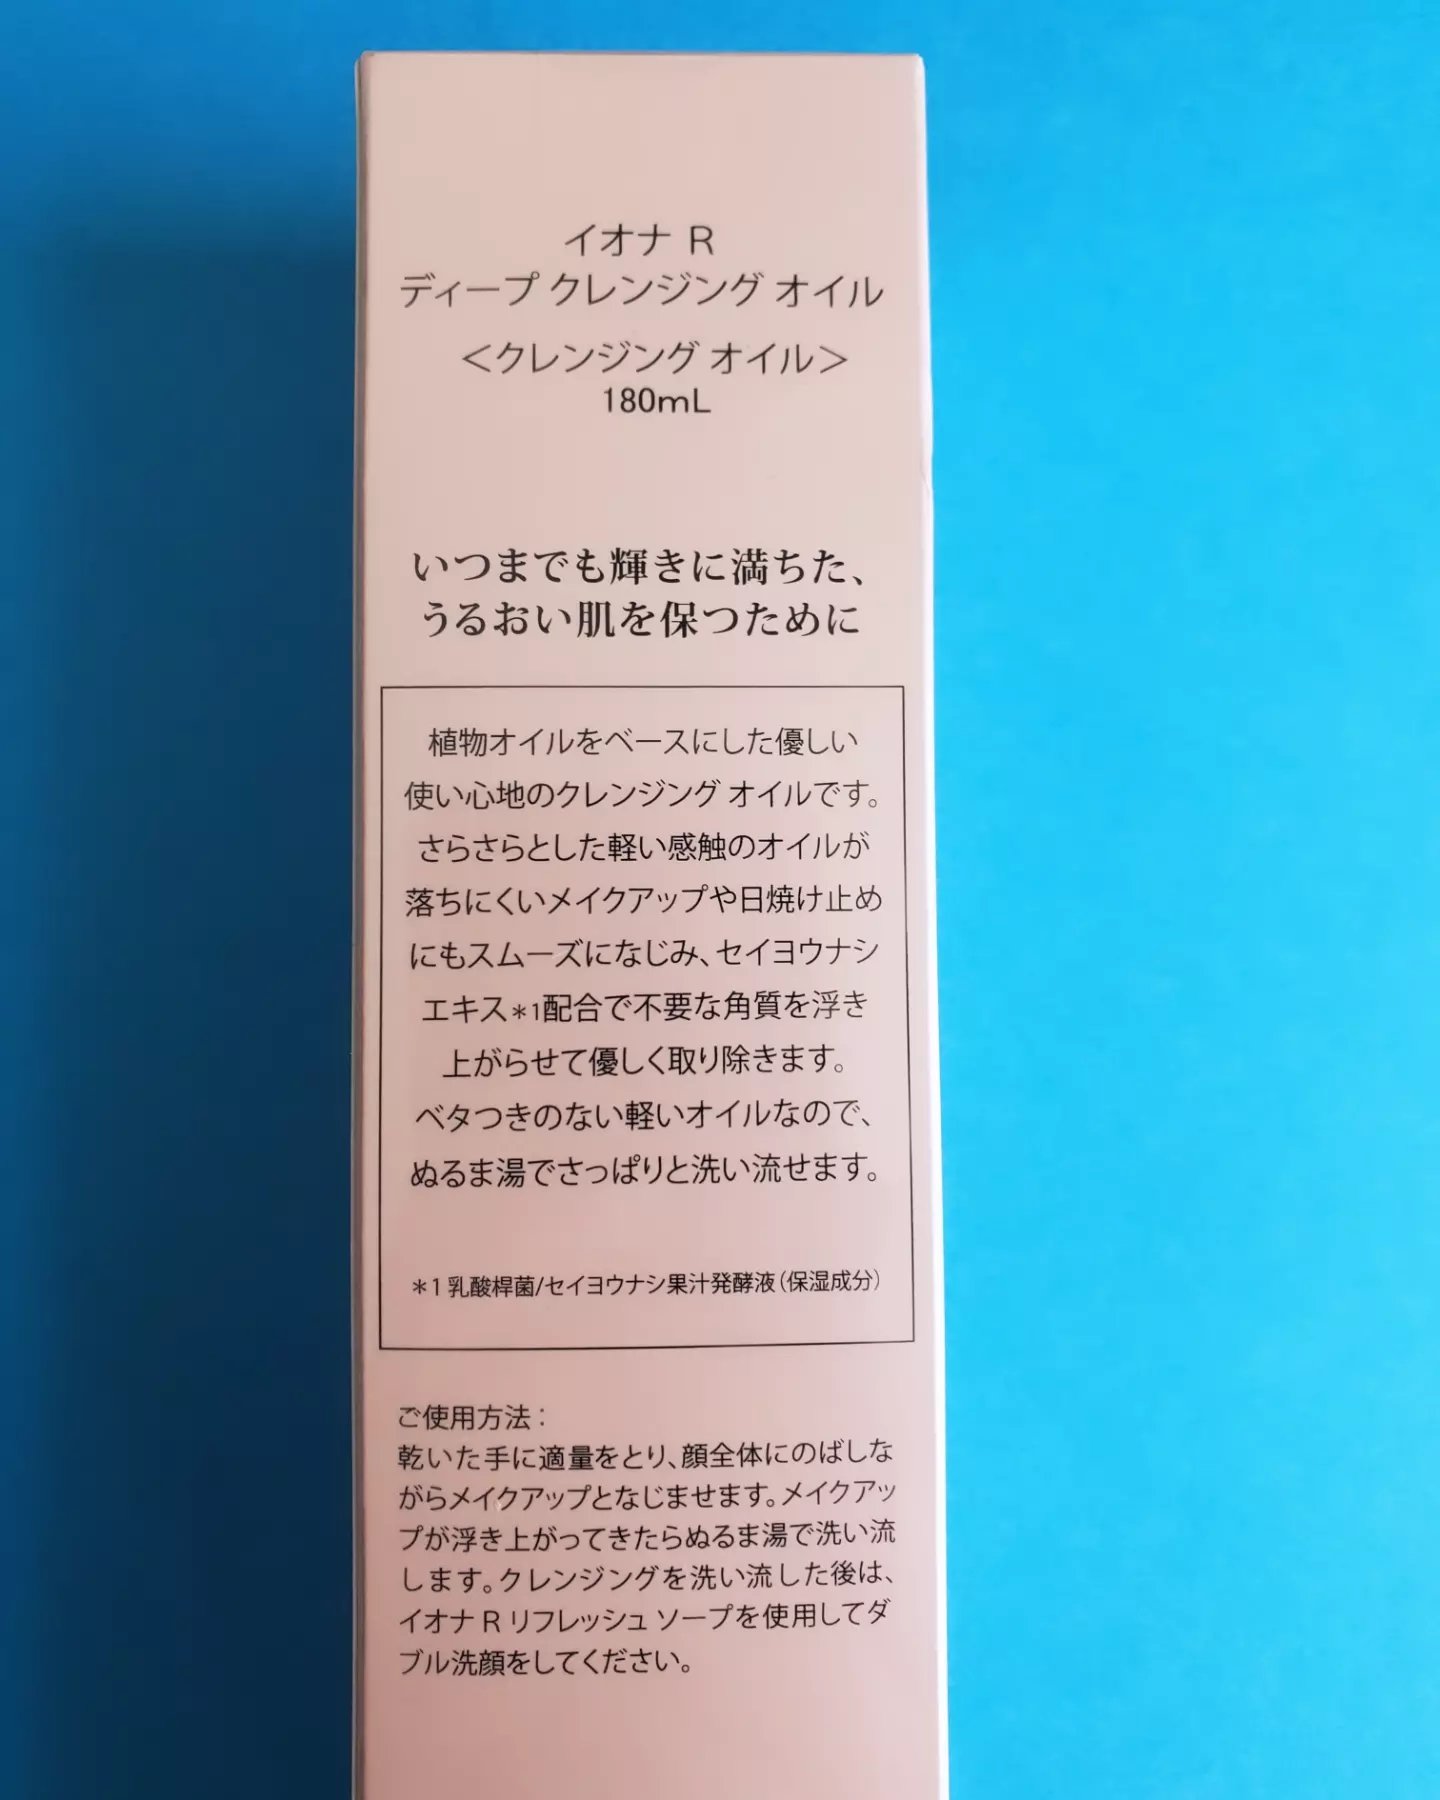 イオナ R
ディープ クレンジング オイル
＜クレンジング オイル＞
180mL
いつまでも輝きに満ちた、
うるおい肌を保つために
植物オイルをベースにした優しい
使い心地のクレンジング オイルです。
さらさらとした軽い感触のオイルが
落ちにくいメイクアップや日焼け止め
にもスムーズになじみ、セイヨウナシ
エキス＊1配合で不要な角質を浮き
上がらせて優しく取り除きます。
ベタつきのない軽いオイルなので、
ぬるま湯でさっぱりと洗い流せます。
＊1 乳酸桿菌/セイヨウナシ果汁発酵液（保湿成分）
ご使用方法：
乾いた手に適量をとり、顔全体にのばしな
がらメイクアップとなじませます。メイクアッ
プが浮き上がってきたらぬるま湯で洗い流
します。クレンジングを洗い流した後は、
イオナ R リフレッシュ ソープを使用してダ
ブル洗顔をしてください。